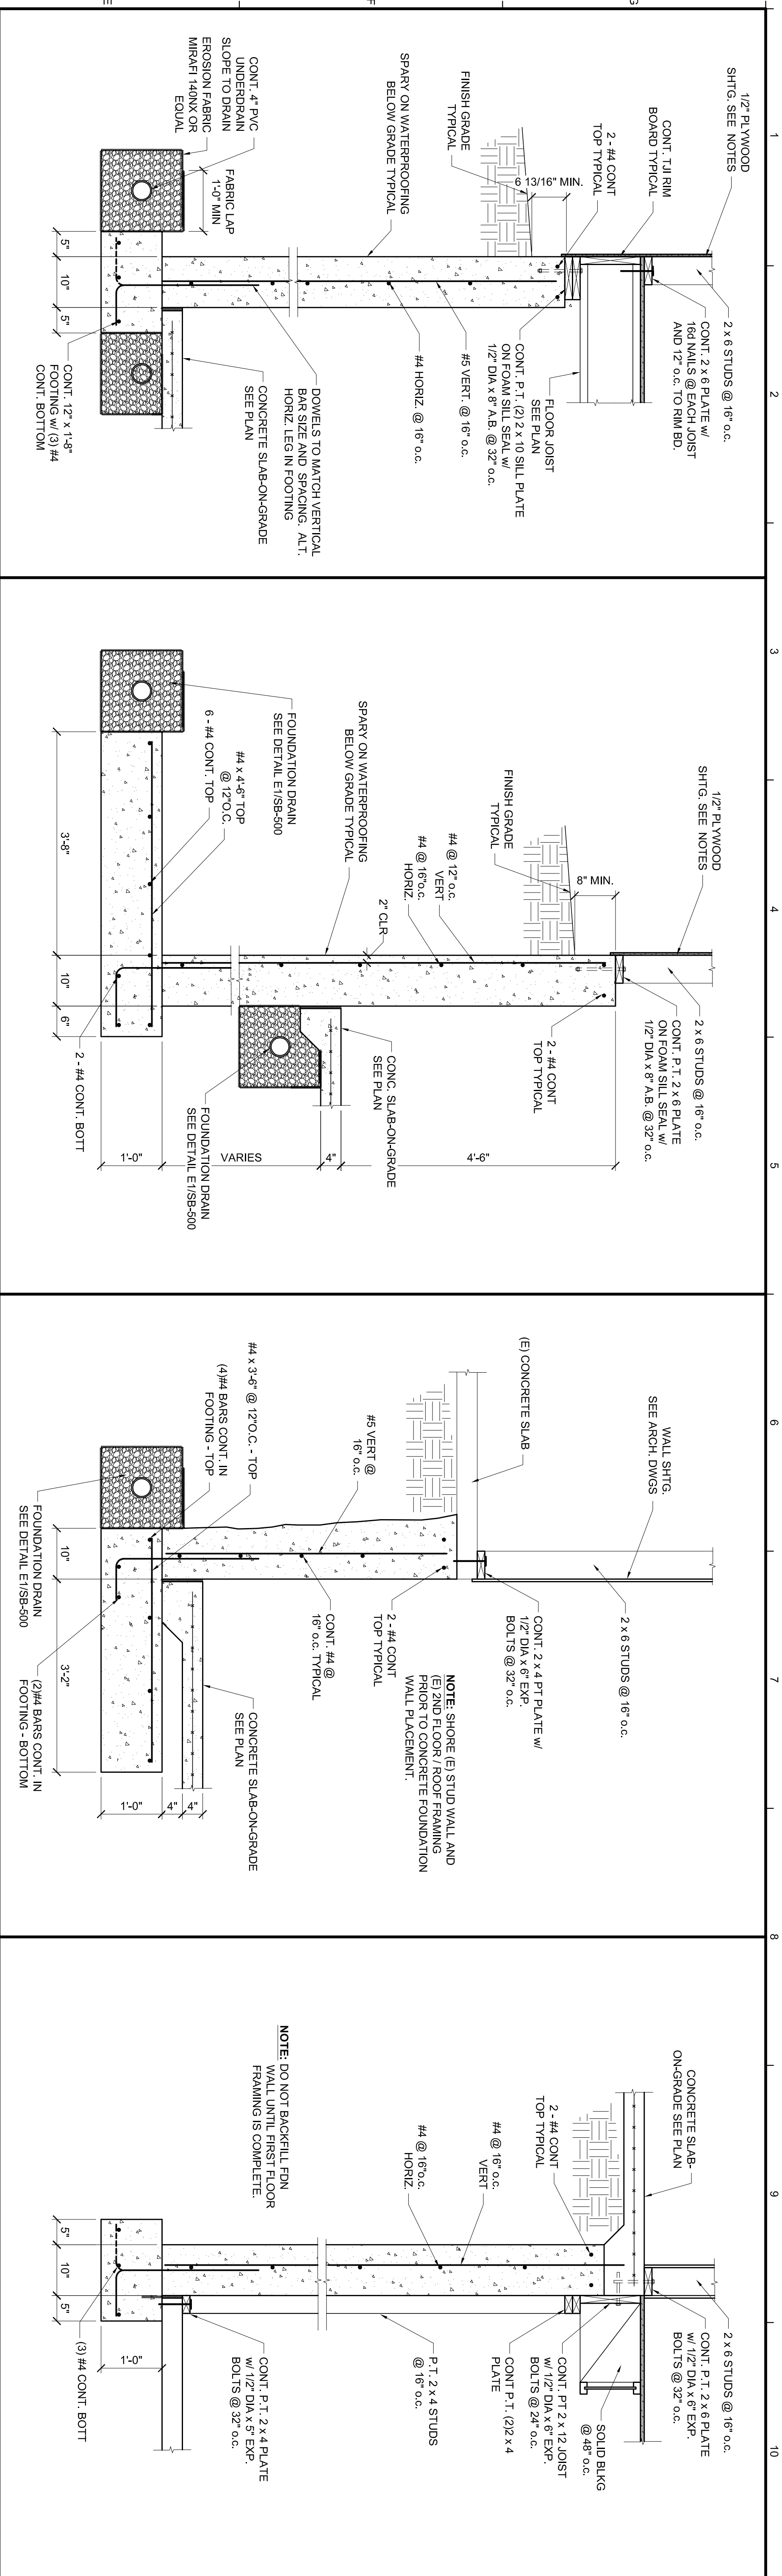 1
2
3
4
5
6
7
8
9
10
G
F
E
1/2" PLYWOOD
SHTG. SEE NOTES
CONT. TJI RIM
BOARD TYPICAL
2 - #4 CONT
TOP TYPICAL
6 13/16" MIN.
FINISH GRADE
TYPICAL
SPARY ON WATERPROOFING
BELOW GRADE TYPICAL
CONT. 4" PVC
UNDERDRAIN
SLOPE TO DRAIN
EROSION FABRIC
MIRAFI 140NX OR
EQUAL
FABRIC LAP
1'-0" MIN
5"
10"
5"
2 x 6 STUDS @ 16" o.c.
CONT. 2 x 6 PLATE w/
16d NAILS @ EACH JOIST
AND 12" o.c. TO RIM BD.
FLOOR JOIST
SEE PLAN
CONT. P.T. (2) 2 x 10 SILL PLATE
ON FOAM SILL SEAL w/
1/2" DIA x 8" A.B. @ 32" o.c.
#5 VERT. @ 16" o.c.
#4 HORIZ. @ 16" o.c.
DOWELS TO MATCH VERTICAL
BAR SIZE AND SPACING. ALT.
HORIZ. LEG IN FOOTING
CONCRETE SLAB-ON-GRADE
SEE PLAN
CONT. 12" x 1'-8"
FOOTING w/ (3) #4
CONT. BOTTOM
1/2" PLYWOOD
SHTG. SEE NOTES
8" MIN.
FINISH GRADE
TYPICAL
#4 @ 12" o.c.
VERT
#4 @ 16"o.c.
HORIZ.
2" CLR
SPARY ON WATERPROOFING
BELOW GRADE TYPICAL
FOUNDATION DRAIN
SEE DETAIL E1/SB-500
#4 x 4'-6" TOP
@ 12"O.C.
6 - #4 CONT. TOP
3'-8"
10"
6"
2 x 6 STUDS @ 16" o.c.
CONT. P.T. 2 x 6 PLATE
ON FOAM SILL SEAL w/
1/2" DIA x 8" A.B. @ 32" o.c.
2 - #4 CONT
TOP TYPICAL
CONC. SLAB-ON-GRADE
SEE PLAN
FOUNDATION DRAIN
SEE DETAIL E1/SB-500
2 - #4 CONT. BOTT
1'-0"
VARIES
4"
4'-6"
WALL SHTG.
SEE ARCH. DWGS
(E) CONCRETE SLAB
#5 VERT @
16" o.c.
#4 x 3'-6" @ 12"O.C. - TOP
(4)#4 BARS CONT. IN
FOOTING - TOP
FOUNDATION DRAIN
SEE DETAIL E1/SB-500
10"
3'-2"
2 x 6 STUDS @ 16" o.c.
CONT. 2 x 4 PT PLATE w/
1/2" DIA x 6" EXP.
BOLTS @ 32" o.c.
NOTE: SHORE (E) STUD WALL AND
(E) 2ND FLOOR / ROOF FRAMING
PRIOR TO CONCRETE FOUNDATION
WALL PLACEMENT.
2 - #4 CONT
TOP TYPICAL
CONT. #4 @
16" o.c. TYPICAL
CONCRETE SLAB-ON-GRADE
SEE PLAN
(2)#4 BARS CONT. IN
FOOTING - BOTTOM
1'-0"
4"
4"
CONCRETE SLAB-
ON-GRADE SEE PLAN
2 - #4 CONT
TOP TYPICAL
#4 @ 16" o.c.
VERT
#4 @ 16"o.c.
HORIZ.
NOTE: DO NOT BACKFILL FDN
WALL UNTIL FIRST FLOOR
FRAMING IS COMPLETE.
5"
10"
5"
2 x 6 STUDS @ 16" o.c.
CONT. P.T. 2 x 6 PLATE
w/ 1/2" DIA x 6" EXP.
BOLTS @ 32" o.c.
SOLID BLKG
@ 48" o.c.
CONT. PT 2 x 12 JOIST
w/ 1/2" DIA x 6" EXP.
BOLTS @ 24" o.c.
CONT P.T. (2)2 x 4
PLATE
P.T. 2 x 4 STUDS
@ 16" o.c.
CONT. P.T. 2 x 4 PLATE
w/ 1/2" DIA x 5" EXP.
BOLTS @ 32" o.c.
1'-0"
(3) #4 CONT. BOTT